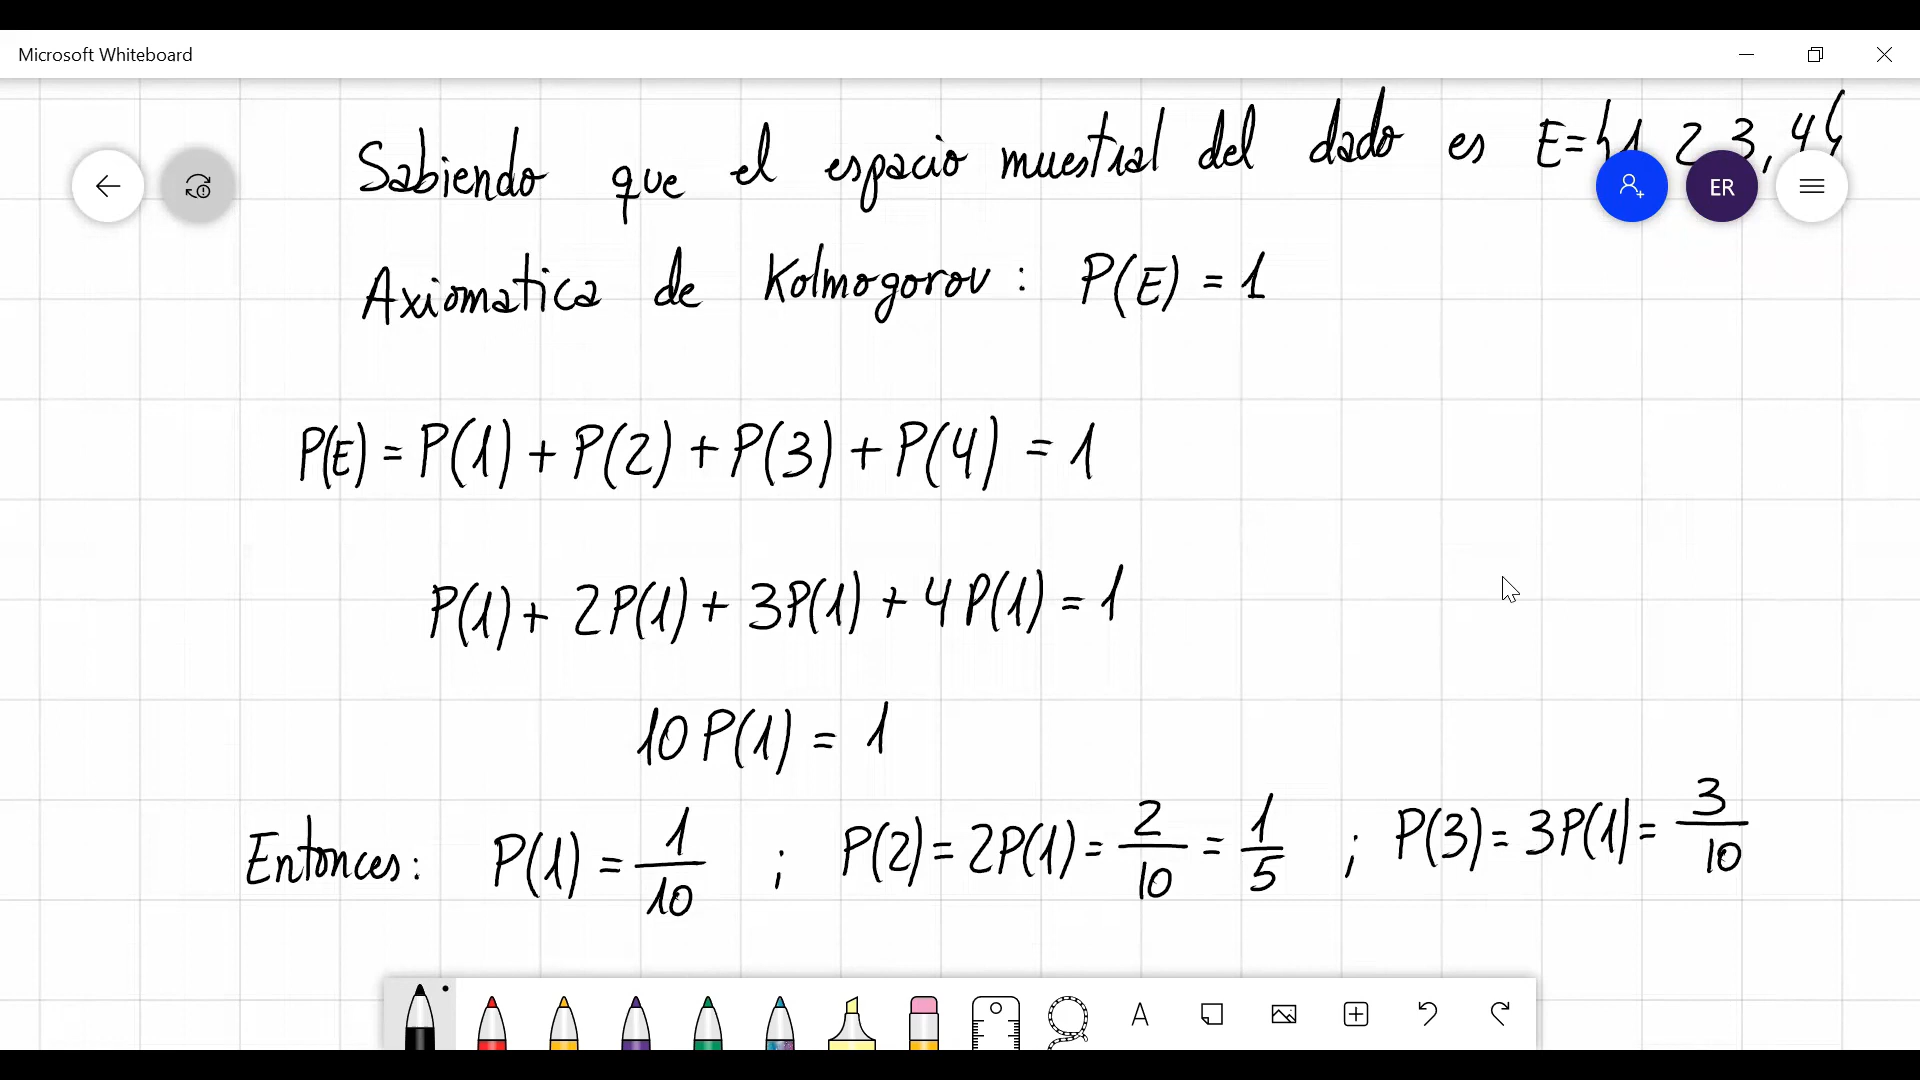 Microsoft Whiteboard
Sabiendo que el espacio muestral del dado es E={1 2 3, 4}
ER
Axiomatica de Kolmogorov: P(E) = 1
P(E) = P(1) + P(2) + P(3) + P(4) = 1
P(1) + 2P(1) + 3P(1) + 4P(1) = 1
10P(1) = 1
Entonces: P(1) = 1/10 ; P(2) = 2P(1) = 2/10 = 1/5 ; P(3) = 3P(1) = 3/10
A